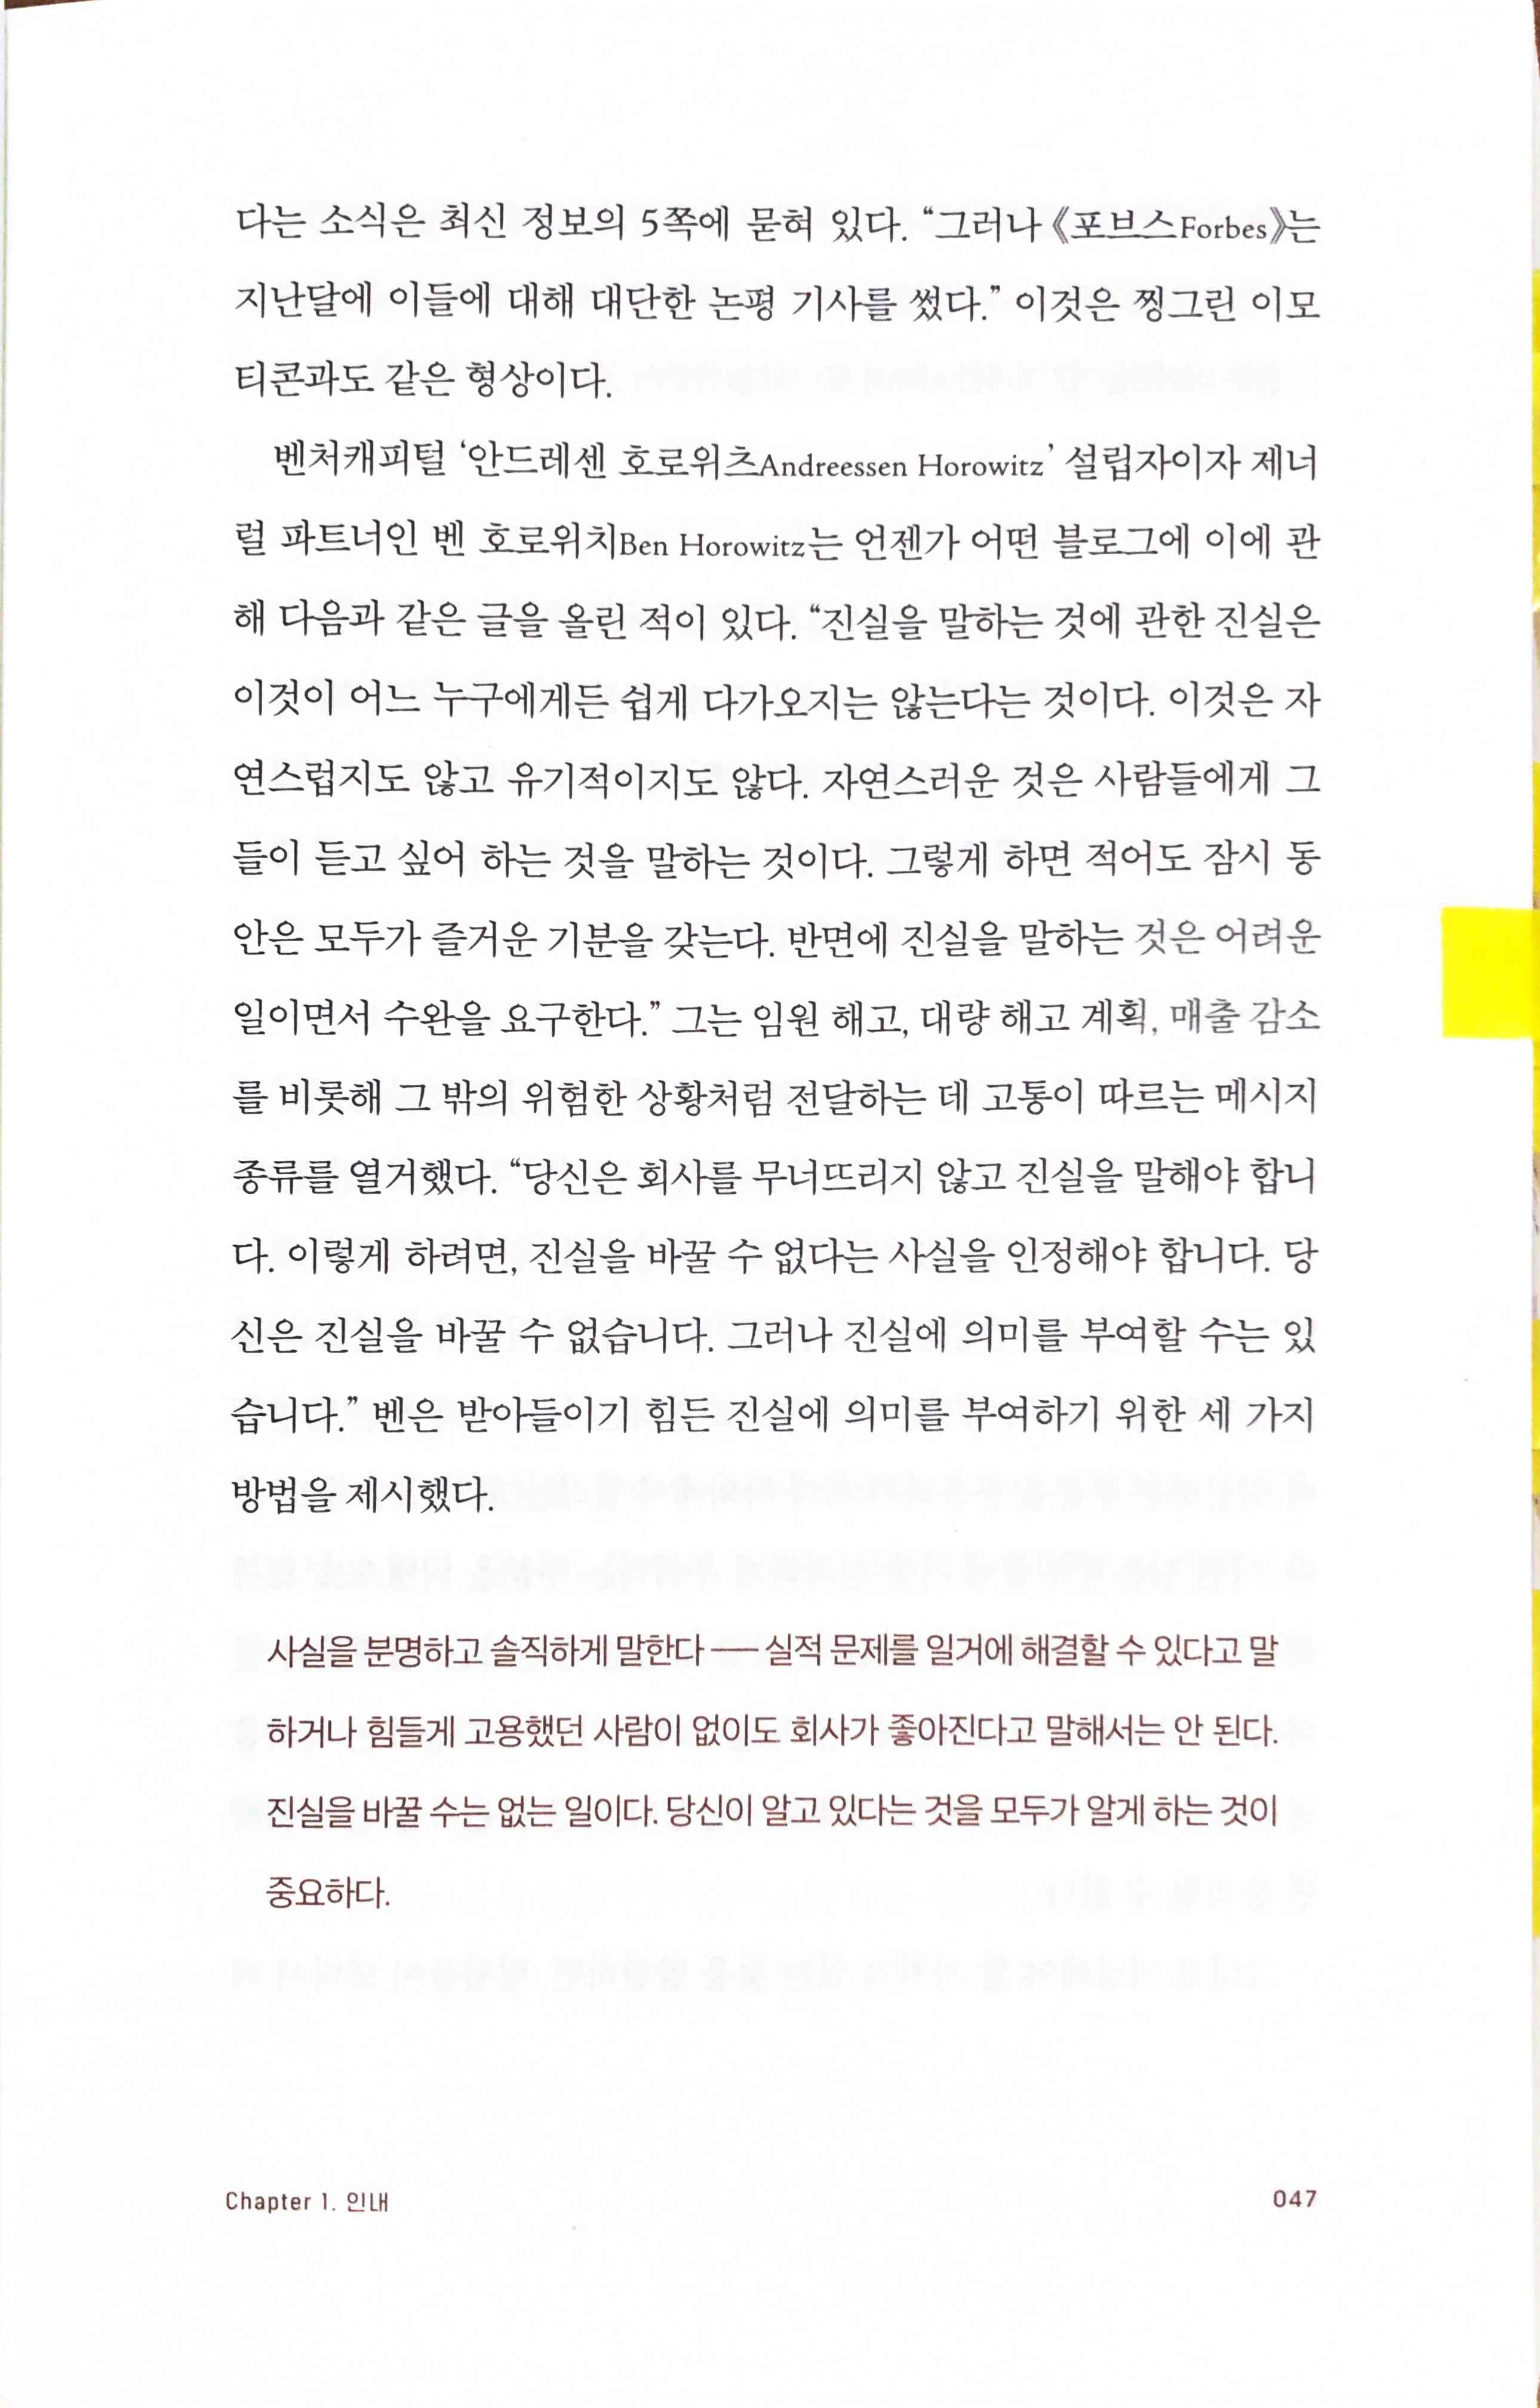 다는 소식은 최신 정보의 5쪽에 묻혀 있다. “그러나 《포브스Forbes》는
지난달에 이들에 대해 대단한 논평 기사를 썼다.” 이것은 찡그린 이모
티콘과도 같은 형상이다.
벤처캐피털 ‘안드레센 호로위츠Andreessen Horowitz’ 설립자이자 제너
럴 파트너인 벤 호로위치Ben Horowitz는 언젠가 어떤 블로그에 이에 관
해 다음과 같은 글을 올린 적이 있다. “진실을 말하는 것에 관한 진실은
이것이 어느 누구에게든 쉽게 다가오지는 않는다는 것이다. 이것은 자
연스럽지도 않고 유기적이지도 않다. 자연스러운 것은 사람들에게 그
들이 듣고 싶어 하는 것을 말하는 것이다. 그렇게 하면 적어도 잠시 동
안은 모두가 즐거운 기분을 갖는다. 반면에 진실을 말하는 것은 어려운
일이면서 수완을 요구한다.” 그는 임원 해고, 대량 해고 계획, 매출 감소
를 비롯해 그 밖의 위험한 상황처럼 전달하는 데 고통이 따르는 메시지
종류를 열거했다. “당신은 회사를 무너뜨리지 않고 진실을 말해야 합니
다. 이렇게 하려면, 진실을 바꿀 수 없다는 사실을 인정해야 합니다. 당
신은 진실을 바꿀 수 없습니다. 그러나 진실에 의미를 부여할 수는 있
습니다.” 벤은 받아들이기 힘든 진실에 의미를 부여하기 위한 세 가지
방법을 제시했다.
사실을 분명하고 솔직하게 말한다 ── 실적 문제를 일거에 해결할 수 있다고 말
하거나 힘들게 고용했던 사람이 없이도 회사가 좋아진다고 말해서는 안 된다.
진실을 바꿀 수는 없는 일이다. 당신이 알고 있다는 것을 모두가 알게 하는 것이
중요하다.
Chapter 1. 인내
047